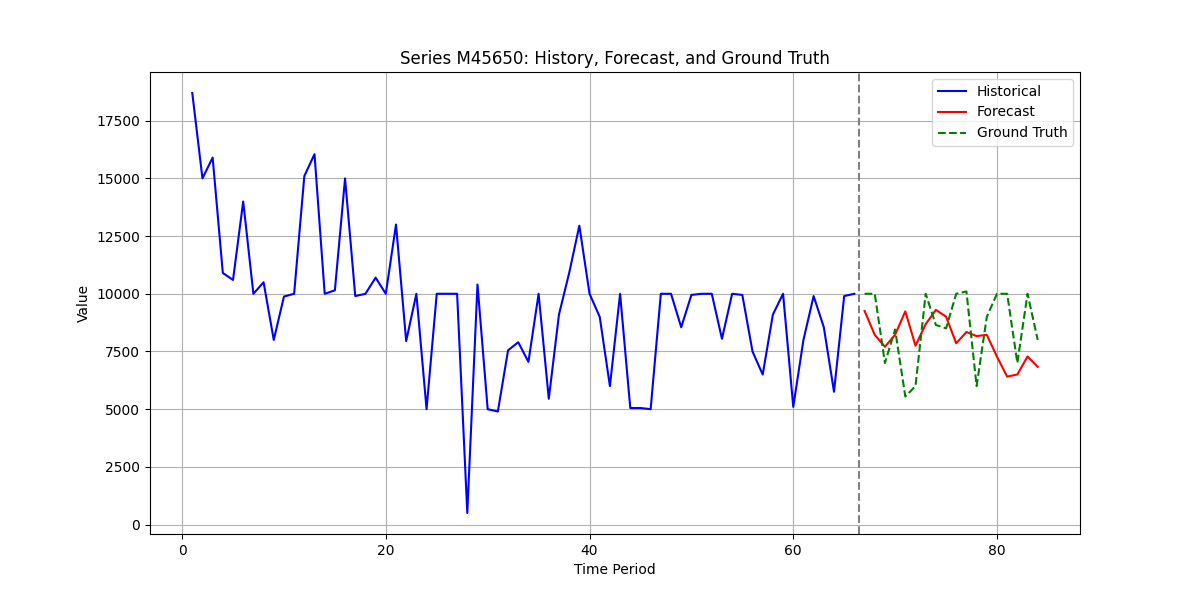 Series M45650: History, Forecast, and Ground Truth
Historical
Forecast
Ground Truth
Value
17500
15000
12500
10000
7500
5000
2500
0
0 20 40 60 80
Time Period